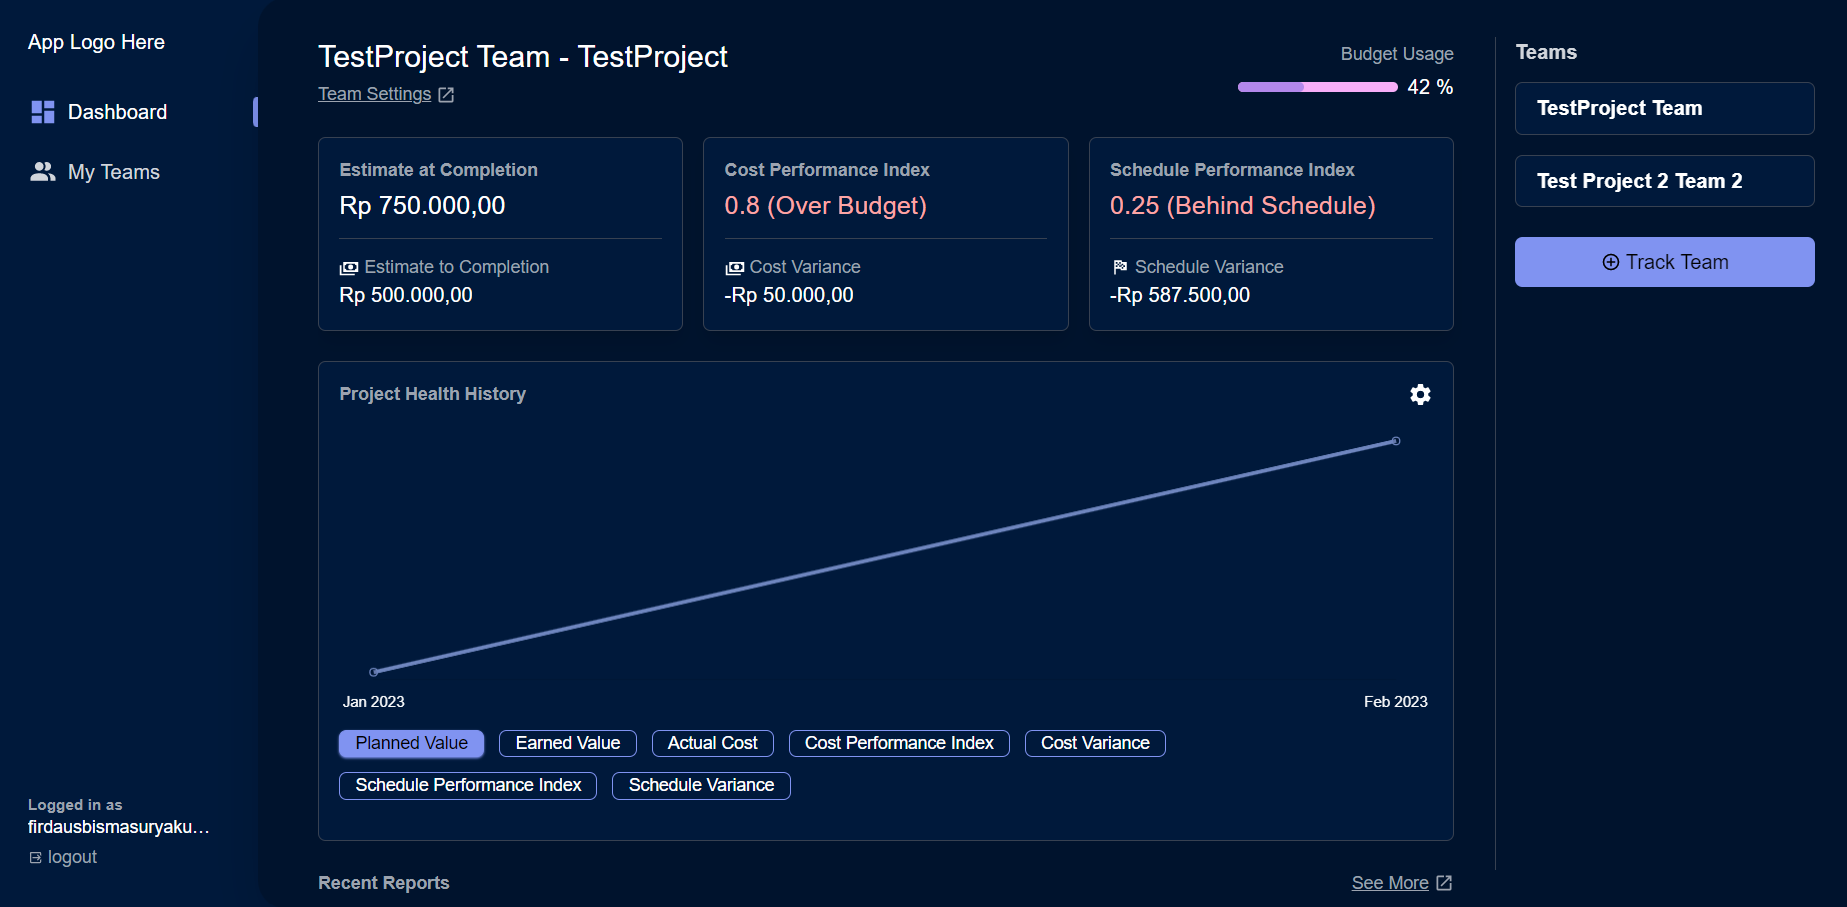 App Logo Here
Dashboard
My Teams
Logged in as
firdausbismasuryaku...
logout
TestProject Team - TestProject
Team Settings
Budget Usage
42 %
Estimate at Completion
Rp 750.000,00
Estimate to Completion
Rp 500.000,00
Cost Performance Index
0.8 (Over Budget)
Cost Variance
-Rp 50.000,00
Schedule Performance Index
0.25 (Behind Schedule)
Schedule Variance
-Rp 587.500,00
Project Health History
Jan 2023
Feb 2023
Planned Value
Earned Value
Actual Cost
Cost Performance Index
Cost Variance
Schedule Performance Index
Schedule Variance
Recent Reports
See More
Teams
TestProject Team
Test Project 2 Team 2
Track Team